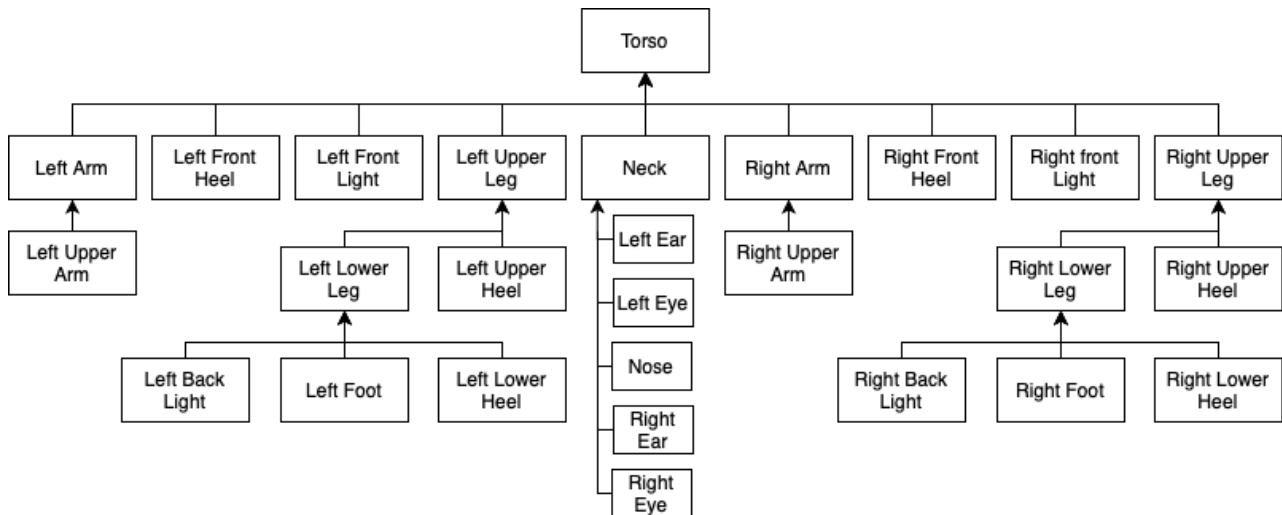 Torso
Left Arm
Left Front
Heel
Left Front
Light
Left Upper
Leg
Neck
Right Arm
Right Front
Heel
Right front
Light
Right Upper
Leg
Left Upper
Arm
Left Lower
Leg
Left Upper
Heel
Left Ear
Right Upper
Arm
Right Lower
Leg
Right Upper
Heel
Left Eye
Left Back
Light
Left Foot
Left Lower
Heel
Nose
Right Back
Light
Right Foot
Right Lower
Heel
Right
Ear
Right
Eye